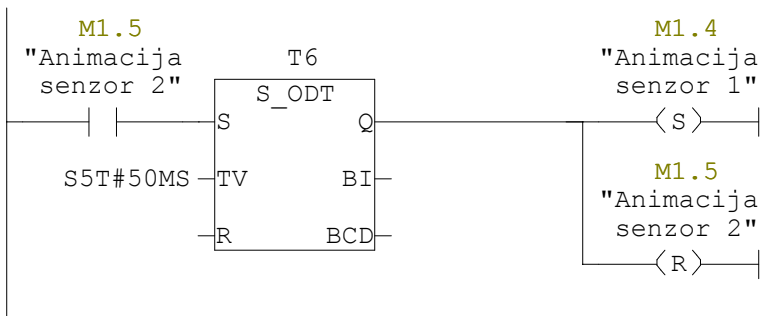 M1.5
"Animacija
senzor 2"
T6
S_ODT
S
Q
S5T#50MS
TV
BI
R
BCD
M1.4
"Animacija
senzor 1"
S
M1.5
"Animacija
senzor 2"
R